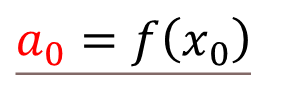 a₀ = f(x₀)